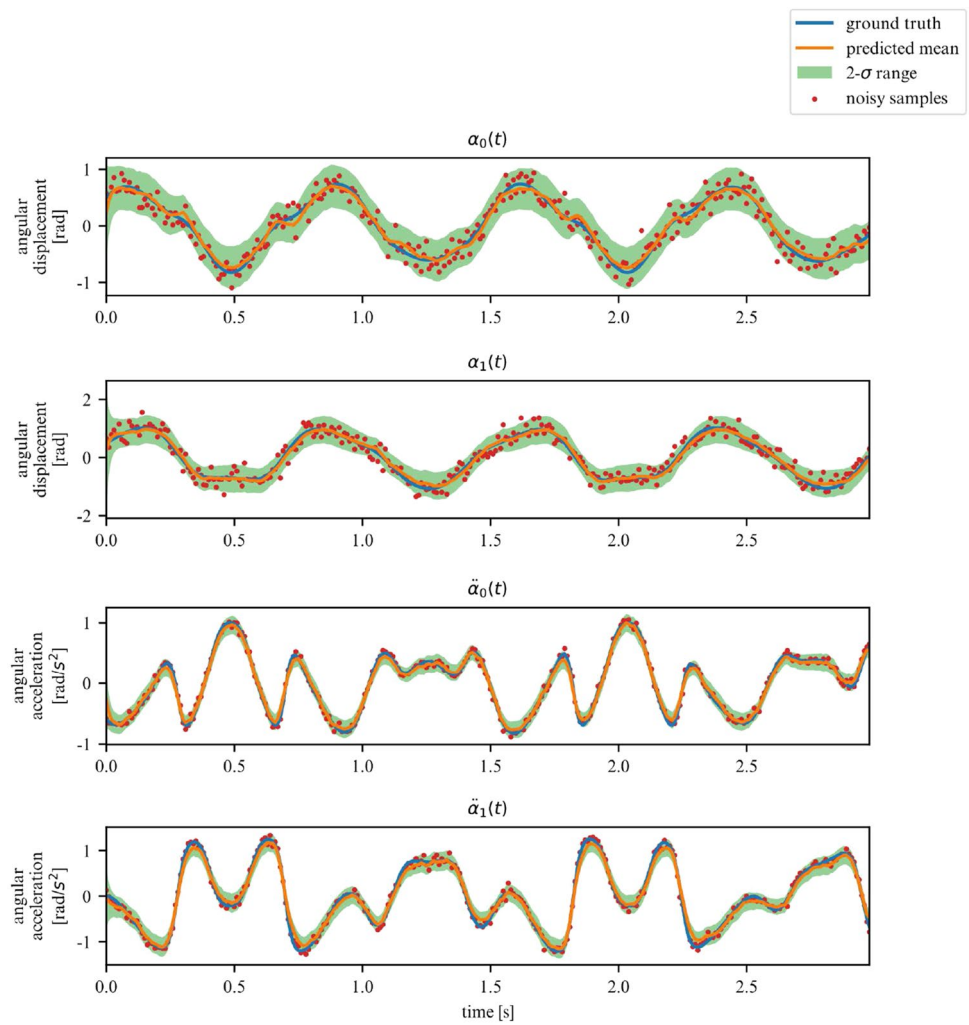 ground truth
predicted mean
2-σ range
noisy samples
α₀(t)
angular
displacement
[rad]
1
0
-1
0.0 0.5 1.0 1.5 2.0 2.5
α₁(t)
angular
displacement
[rad]
2
0
-2
0.0 0.5 1.0 1.5 2.0 2.5
α̈₀(t)
angular
acceleration
[rad/s²]
1
0
-1
0.0 0.5 1.0 1.5 2.0 2.5
α̈₁(t)
angular
acceleration
[rad/s²]
1
0
-1
0.0 0.5 1.0 1.5 2.0 2.5
time [s]